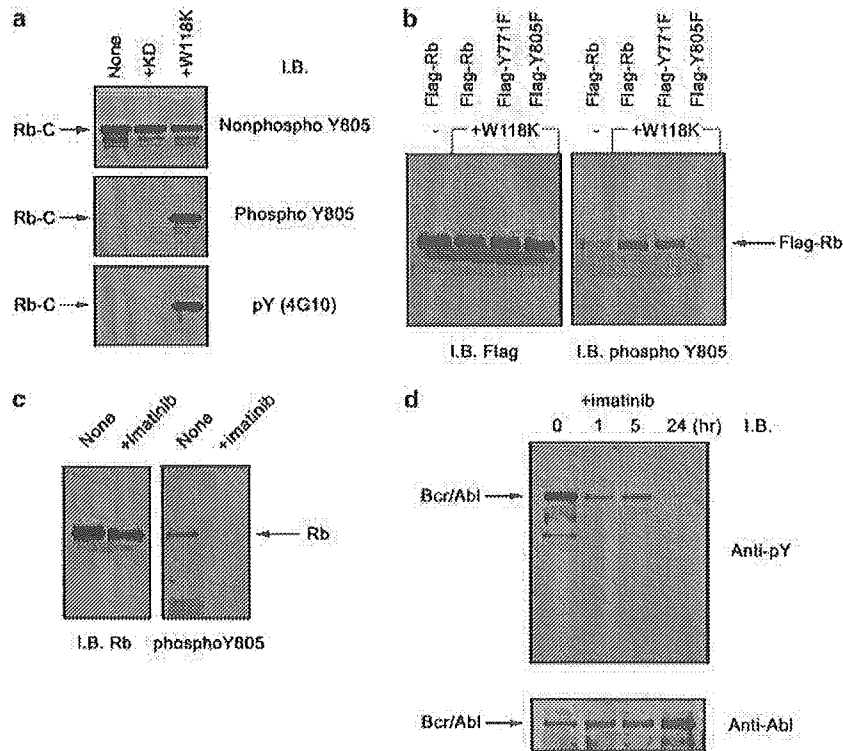 a
None
+KD
+W118K
I.B.
Rb-C
Nonphospho Y805
Rb-C
Phospho Y805
Rb-C
pY (4G10)
b
Flag-Rb
Flag-Rb
Flag-Y771F
Flag-Y805F
Flag-Rb
Flag-Rb
Flag-Y771F
Flag-Y805F
-
+W118K
-
+W118K
Flag-Rb
I.B. Flag
I.B. phospho Y805
c
None
+imatinib
None
+imatinib
Rb
I.B. Rb
phosphoY805
d
+imatinib
0 1 5 24 (hr) I.B.
Bcr/Abl
Anti-pY
Bcr/Abl
Anti-Abl